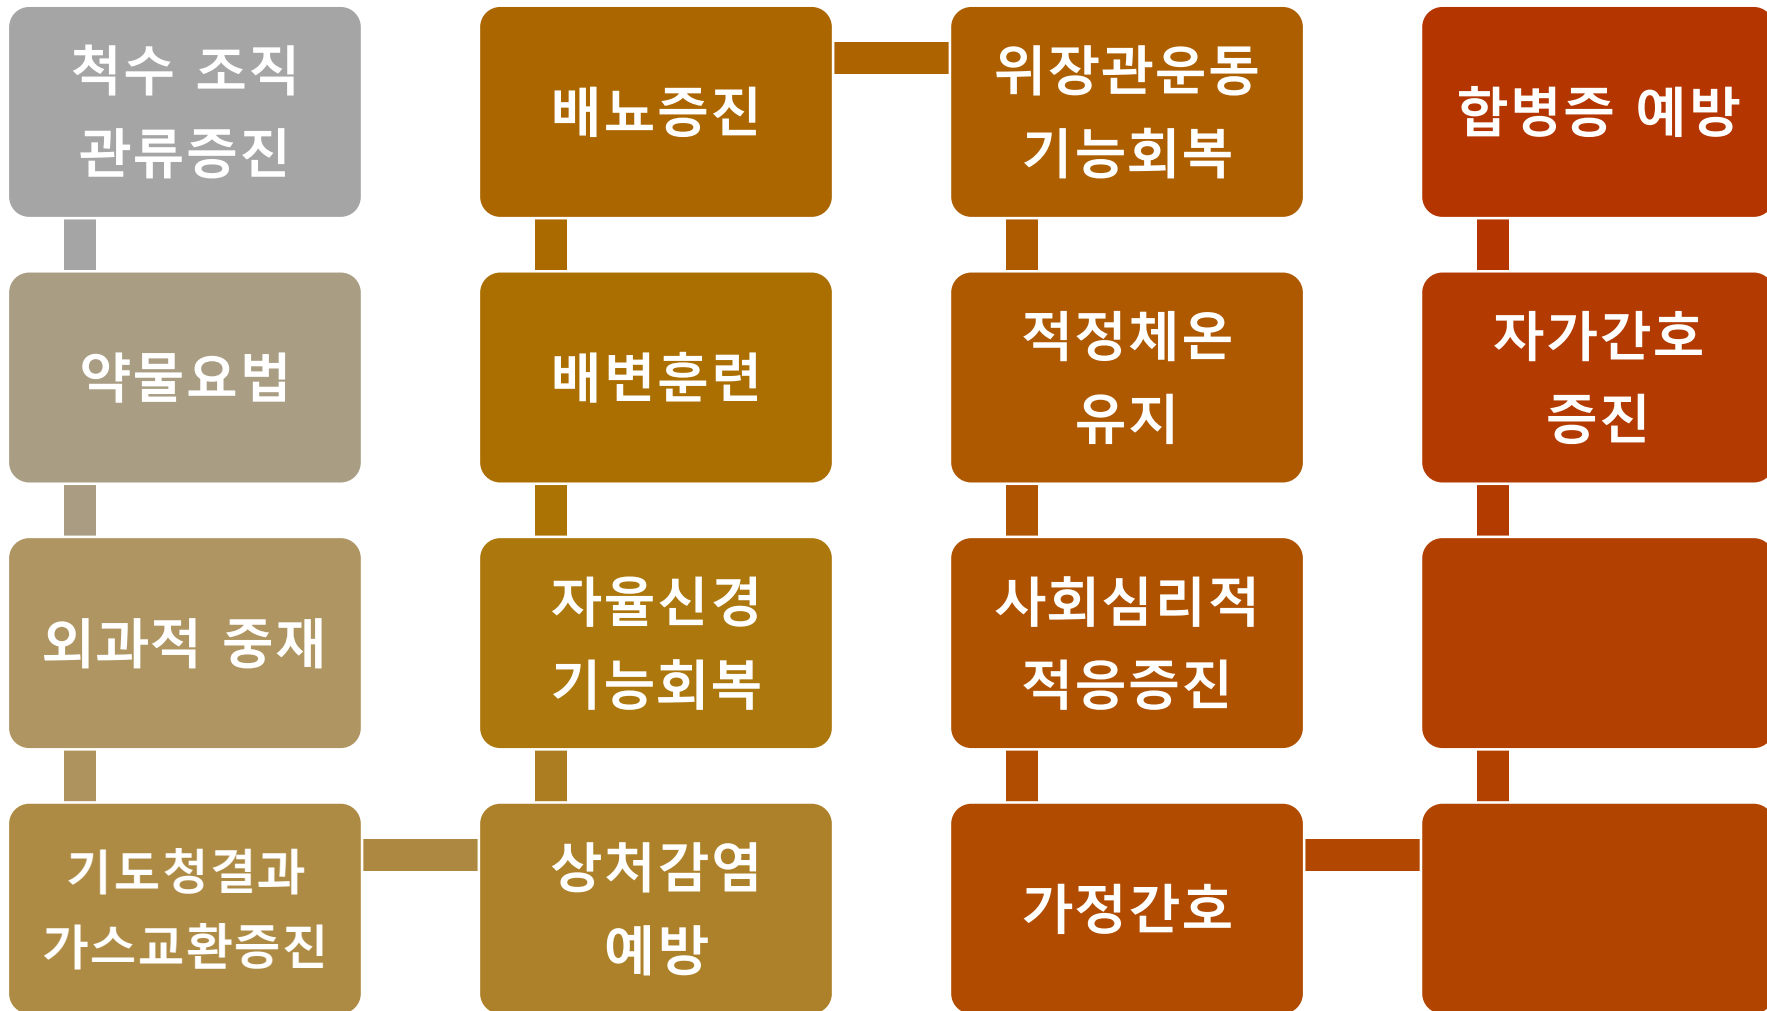 척수 조직
관류증진
약물요법
외과적 중재
기도청결과
가스교환증진
상처감염
예방
자율신경
기능회복
배변훈련
배뇨증진
위장관운동
기능회복
적정체온
유지
사회심리적
적응증진
가정간호
자가간호
증진
합병증 예방